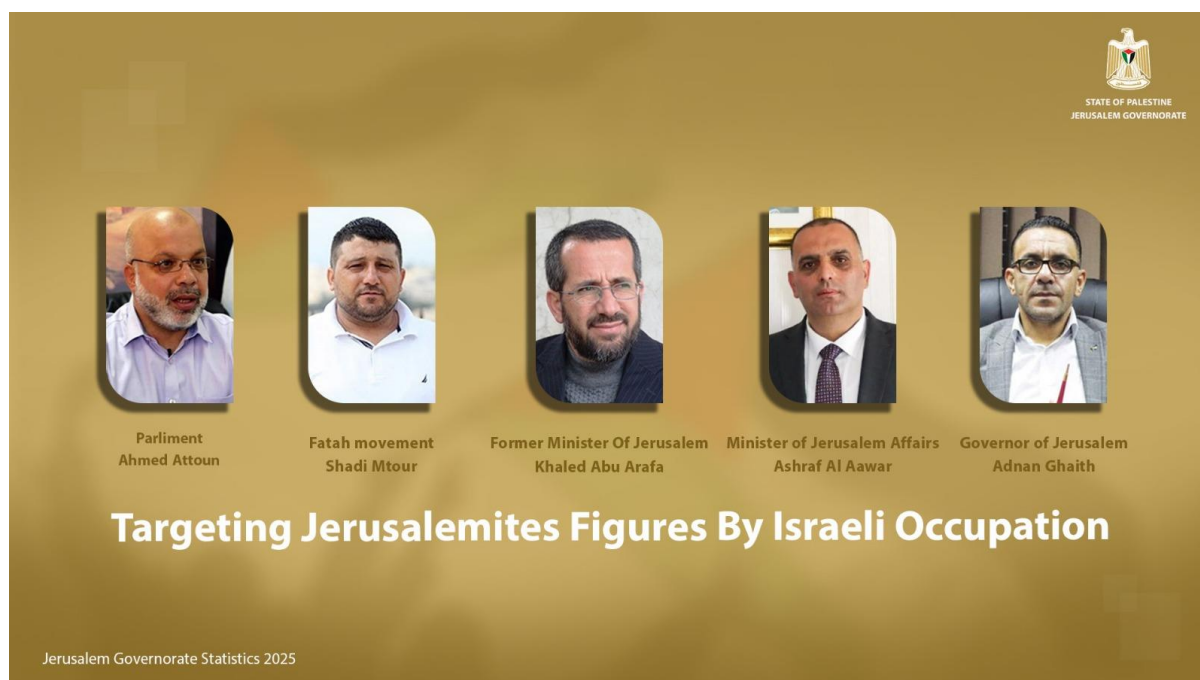 STATE OF PALESTINE
JERUSALEM GOVERNORATE
Parliment
Ahmed Attoun
Fatah movement
Shadi Mtour
Former Minister Of Jerusalem
Khaled Abu Arafa
Minister of Jerusalem Affairs
Ashraf Al Aawar
Governor of Jerusalem
Adnan Ghaith
Targeting Jerusalemites Figures By Israeli Occupation
Jerusalem Governorate Statistics 2025